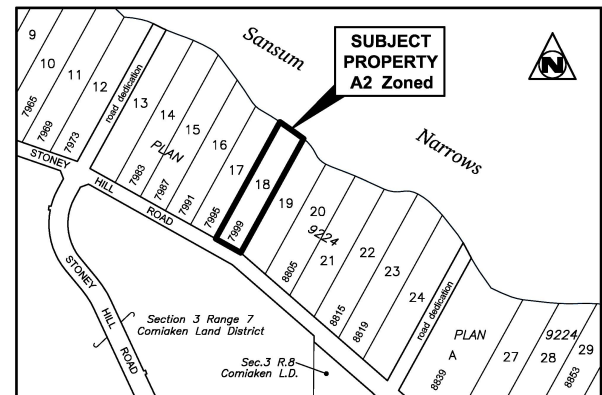 Sansum
Narrows
SUBJECT
PROPERTY
A2 Zoned
N
9
10
11
12
road dedication
13
14
15
16
17
18
19
20
21
22
23
24
road dedication
PLAN
9224
7965
7969
7973
7983
7987
7991
7995
7999
8805
8815
8819
STONEY
HILL
ROAD
STONEY
HILL
ROAD
Section 3 Range 7
Comiaken Land District
Sec.3 R.8
Comiaken L.D.
PLAN
9224
A
27
28
29
8839
8853